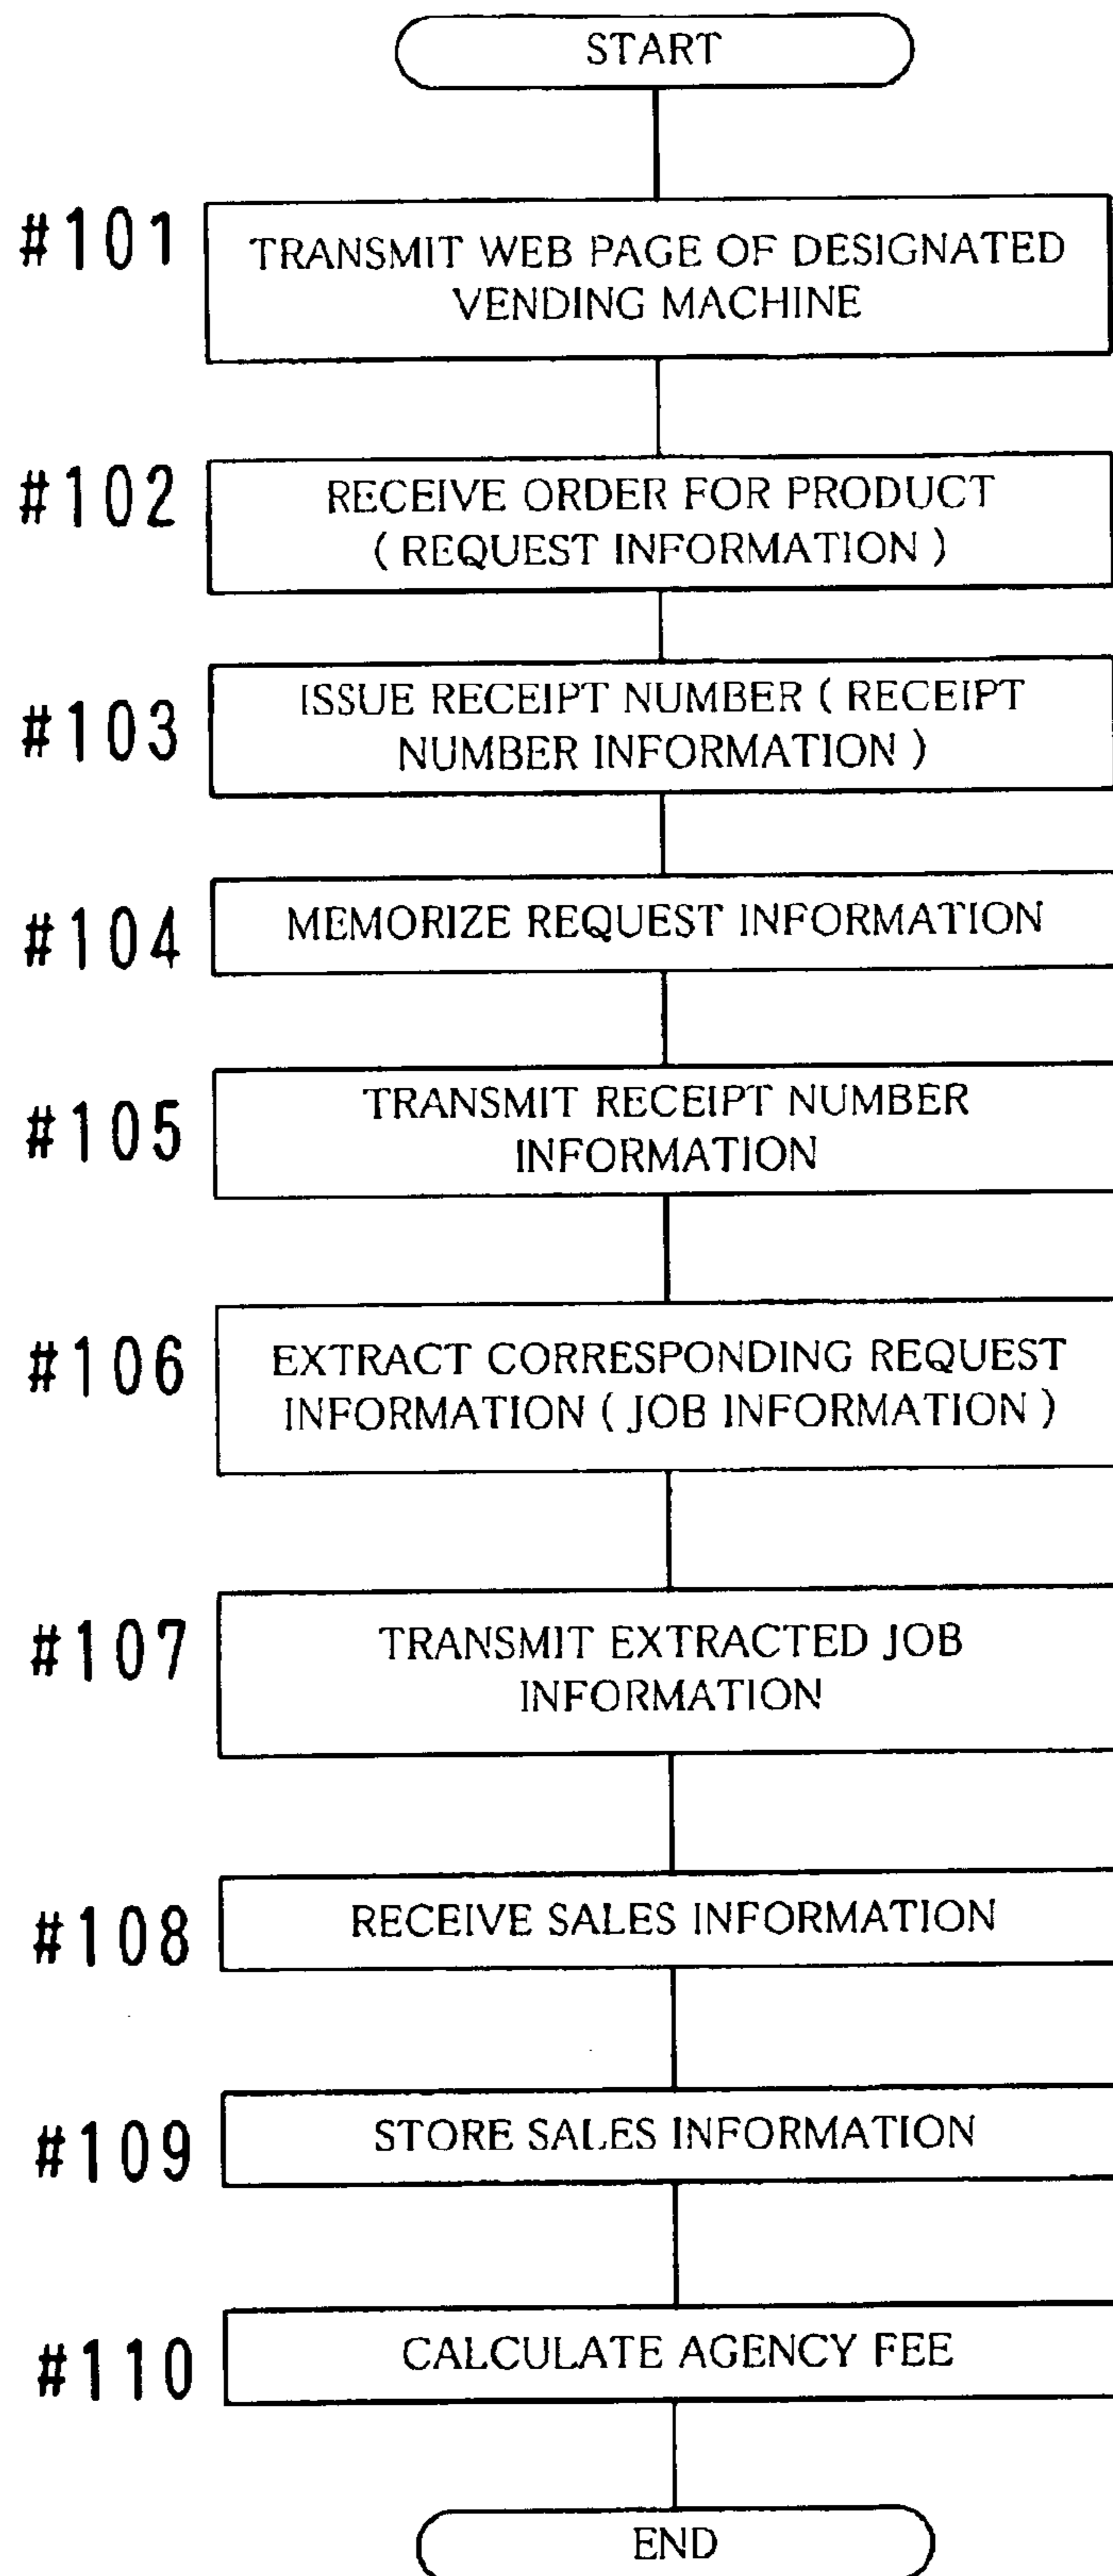 START
#101
TRANSMIT WEB PAGE OF DESIGNATED
VENDING MACHINE
#102
RECEIVE ORDER FOR PRODUCT
( REQUEST INFORMATION )
#103
ISSUE RECEIPT NUMBER ( RECEIPT
NUMBER INFORMATION )
#104
MEMORIZE REQUEST INFORMATION
#105
TRANSMIT RECEIPT NUMBER
INFORMATION
#106
EXTRACT CORRESPONDING REQUEST
INFORMATION ( JOB INFORMATION )
#107
TRANSMIT EXTRACTED JOB
INFORMATION
#108
RECEIVE SALES INFORMATION
#109
STORE SALES INFORMATION
#110
CALCULATE AGENCY FEE
END